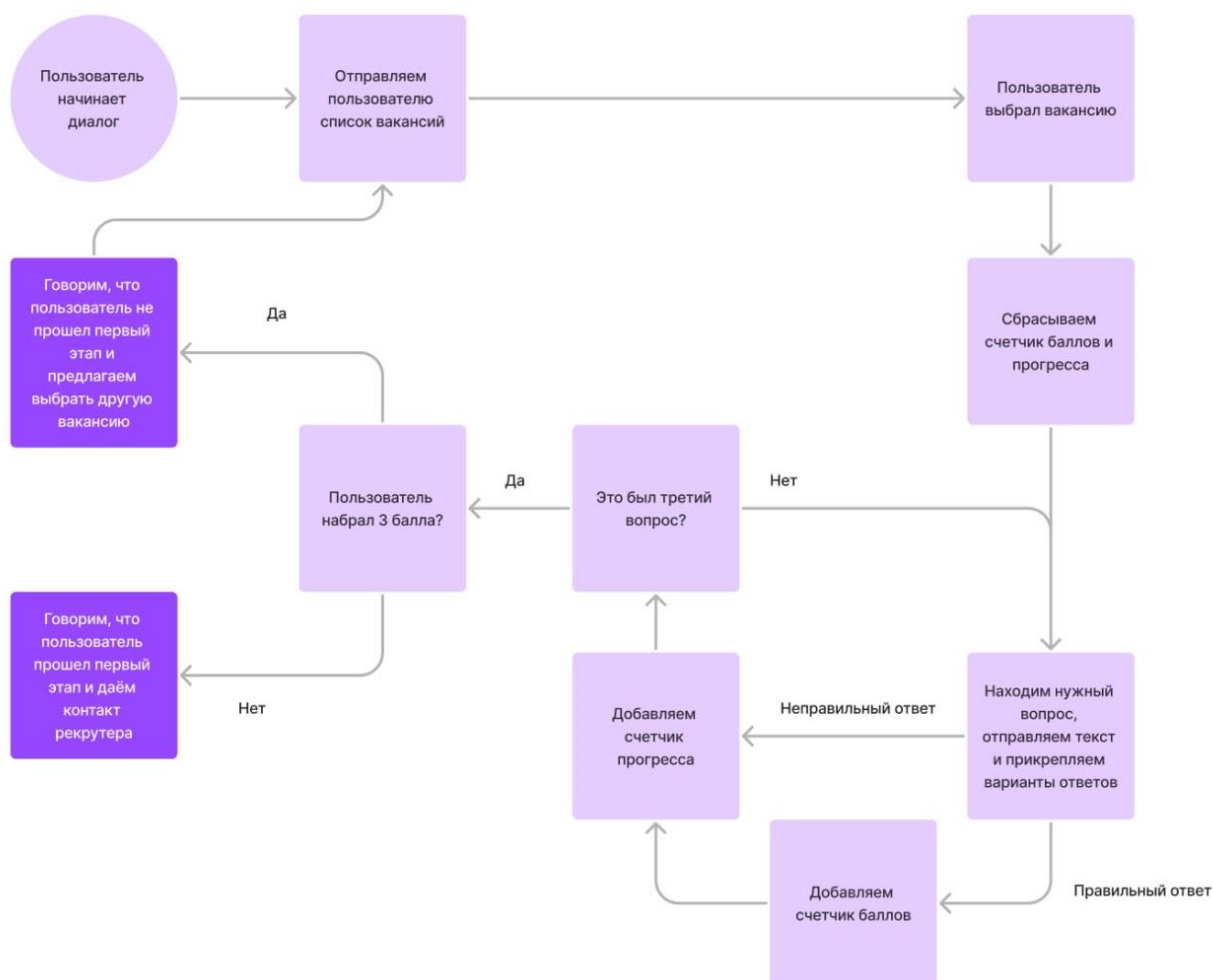 Пользователь
начинает
диалог
Отправляем
пользователю
список вакансий
Пользователь
выбрал вакансию
Говорим, что
пользователь не
прошел первый
этап и
предлагаем
выбрать другую
вакансию
Да
Сбрасываем
счетчик баллов и
прогресса
Пользователь
набрал 3 балла?
Да
Это был третий
вопрос?
Нет
Говорим, что
пользователь
прошел первый
этап и даём
контакт
рекрутера
Нет
Добавляем
счетчик
прогресса
Неправильный ответ
Находим нужный
вопрос,
отправляем текст
и прикрепляем
варианты ответов
Добавляем
счетчик баллов
Правильный ответ